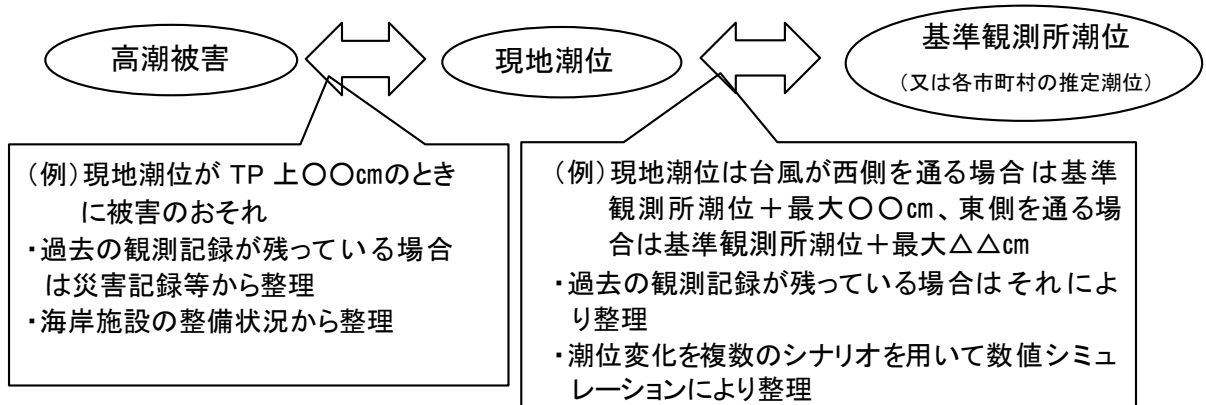 高潮被害
現地潮位
基準観測所潮位
(又は各市町村の推定潮位)
(例)現地潮位が TP 上〇〇㎝のとき
に被害のおそれ
・過去の観測記録が残っている場合
は災害記録等から整理
・海岸施設の整備状況から整理
(例)現地潮位は台風が西側を通る場合は基準
観測所潮位+最大〇〇㎝、東側を通る場
合は基準観測所潮位+最大△△㎝
・過去の観測記録が残っている場合はそれによ
り整理
・潮位変化を複数のシナリオを用いて数値シミュ
レーションにより整理